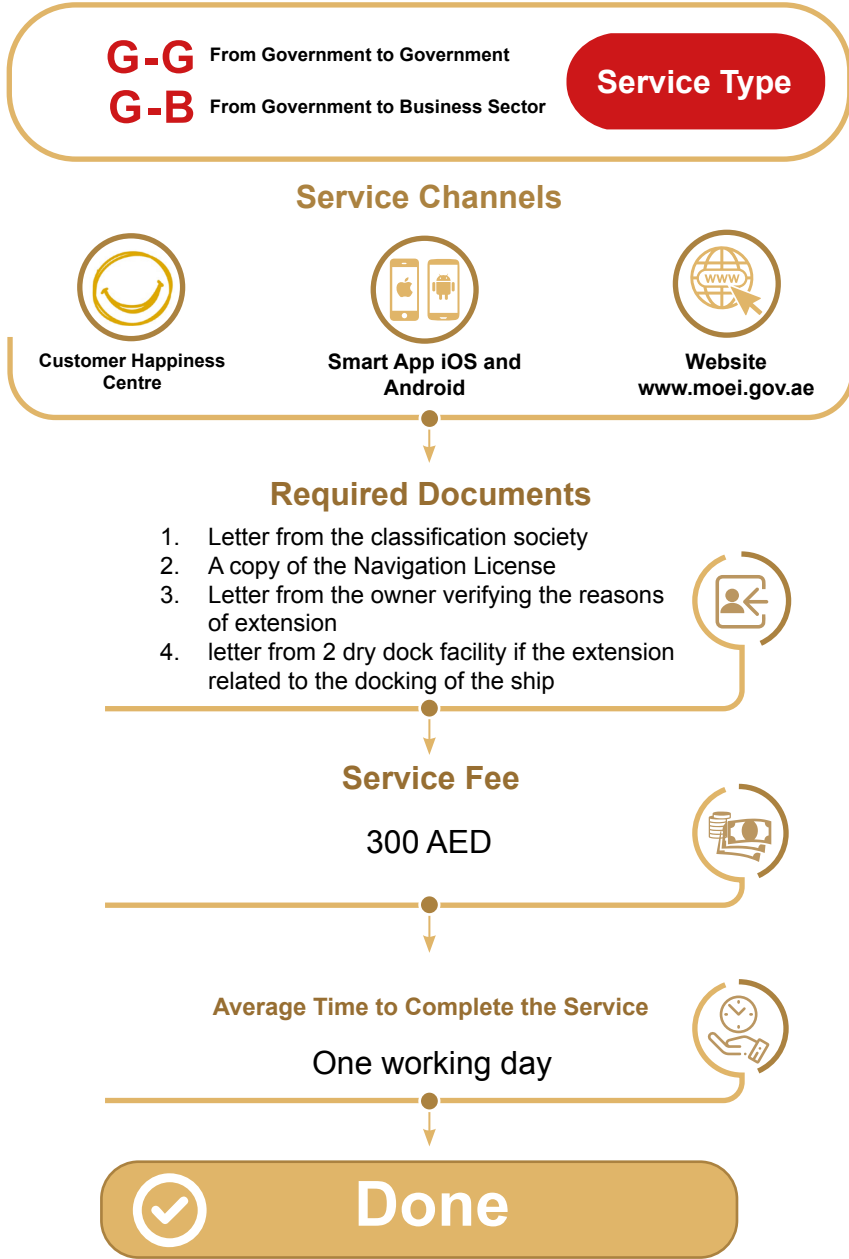 G-G From Government to Government
G-B From Government to Business Sector
Service Type
Service Channels
Customer Happiness
Centre
Smart App iOS and
Android
www
Website
www.moei.gov.ae
Required Documents
1. Letter from the classification society
2. A copy of the Navigation License
3. Letter from the owner verifying the reasons
of extension
4. letter from 2 dry dock facility if the extension
related to the docking of the ship
Service Fee
300 AED
Average Time to Complete the Service
One working day
Done